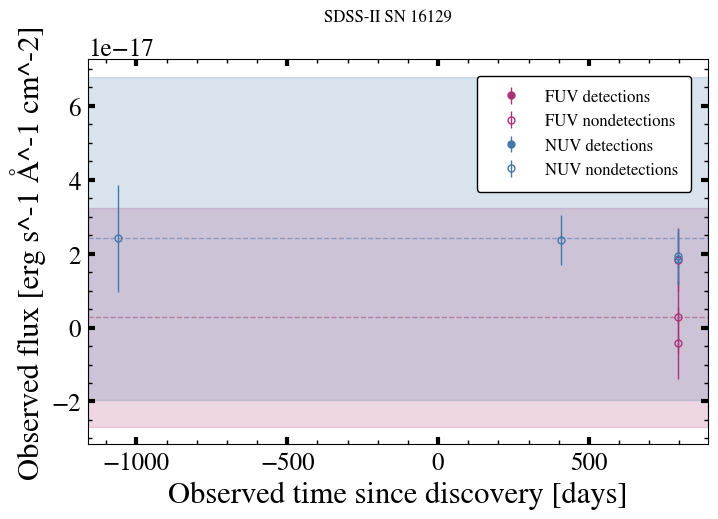 SDSS-II SN 16129
1e−17
FUV detections
FUV nondetections
NUV detections
NUV nondetections
6
4
2
0
−2
−1000
−500
0
500
Observed time since discovery [days]
Observed flux [erg s^-1 Å^-1 cm^-2]